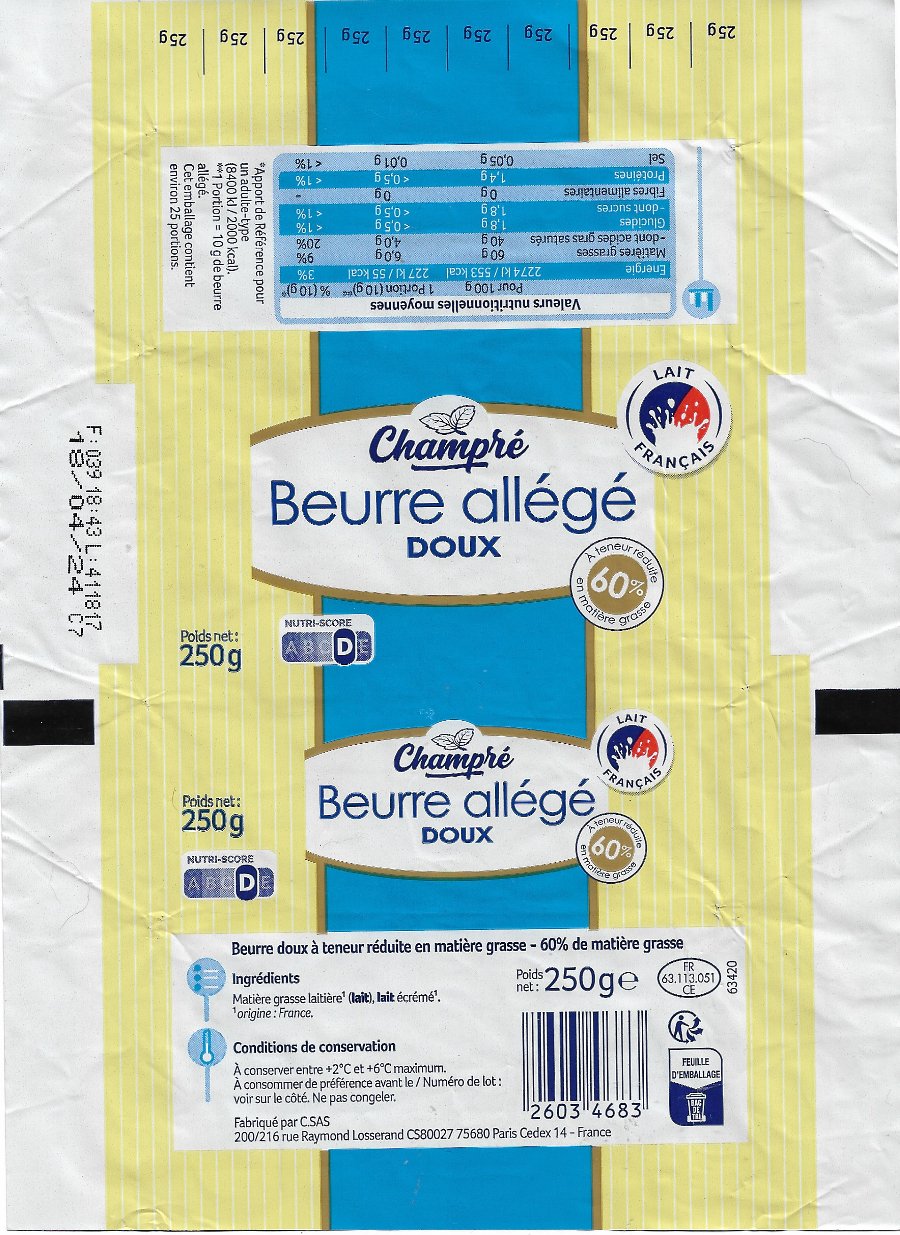 25g 25g 25g 25g 25g 25g 25g 25g 25g 25g
Valeurs nutritionnelles moyennes
Pour 100g 1 Portion (10 g)** % (10 g)*
Énergie 2274 kJ / 553 kcal 227 kJ / 55 kcal 3%
Matières grasses 60 g 6,0 g 9%
-dont acides gras saturés 40 g 4,0 g 20%
Glucides 1,8 g <0,5 g < 1%
-dont sucres 1,8 g <0,5 g < 1%
Fibres alimentaires 0 g 0 g -
Protéines 1,4 g <0,5 g < 1%
Sel 0,05 g 0,01 g < 1%
*Apport de Référence pour
un adulte-type
(8400 kJ / 2000 kcal).
**1 Portion = 10 g de beurre
allégé.
Cet emballage contient
environ 25 portions.
LAIT
FRANÇAIS
Champré
Beurre allégé
DOUX
À teneur réduite
60%
en matière grasse
F: 039 18:43 L: 411817
18/04/24 C7
NUTRI-SCORE
A B C D E
Poids net:
250g
LAIT
FRANÇAIS
Champré
Beurre allégé
DOUX
À teneur réduite
60%
en matière grasse
Poids net:
250g
NUTRI-SCORE
A B C D E
Beurre doux à teneur réduite en matière grasse - 60% de matière grasse
Ingrédients
Matière grasse laitière¹ (lait), lait écrémé¹.
¹origine : France.
Conditions de conservation
À conserver entre +2°C et +6°C maximum.
À consommer de préférence avant le / Numéro de lot :
voir sur le côté. Ne pas congeler.
Fabriqué par C.SAS
200/216 rue Raymond Losserand CS80027 75680 Paris Cedex 14 - France
Poids
net : 250g e
FR
63.113.051
CE
63420
2603 4683
FEUILLE
D'EMBALLAGE
BAC
DE
TRI